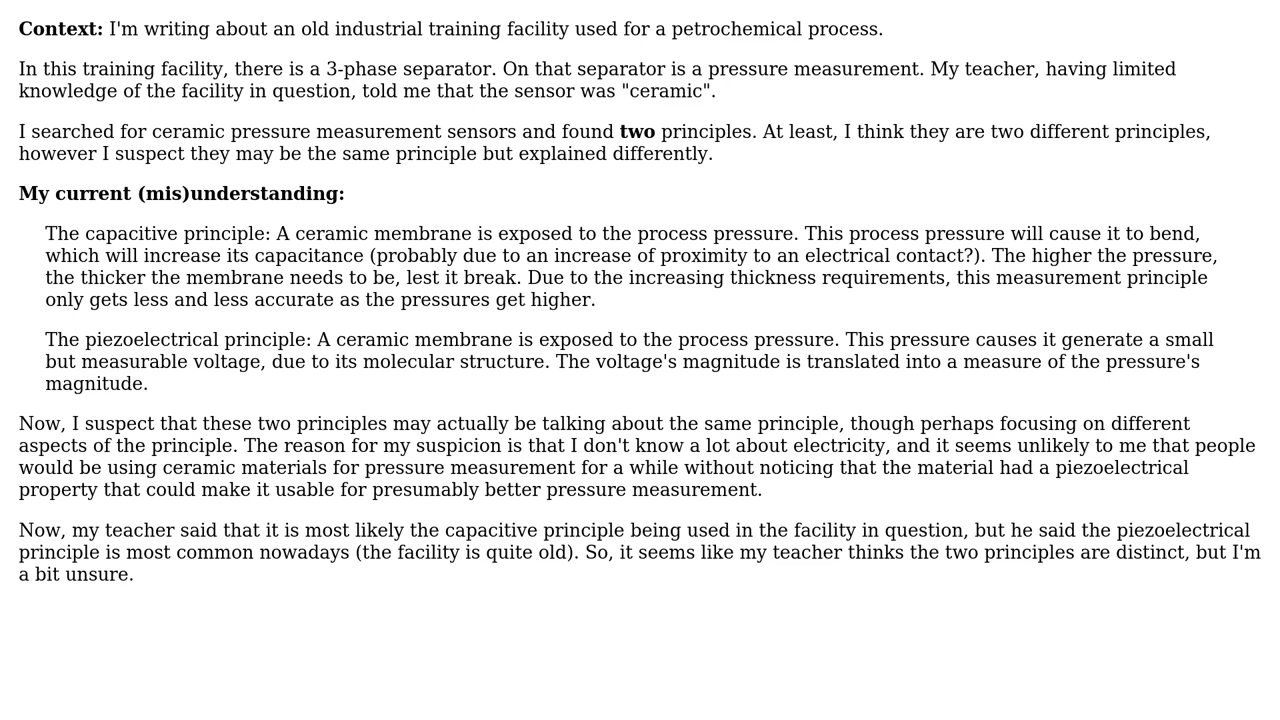 Context: I'm writing about an old industrial training facility used for a petrochemical process.
In this training facility, there is a 3-phase separator. On that separator is a pressure measurement. My teacher, having limited
knowledge of the facility in question, told me that the sensor was "ceramic".
I searched for ceramic pressure measurement sensors and found two principles. At least, I think they are two different principles,
however I suspect they may be the same principle but explained differently.
My current (mis)understanding:
The capacitive principle: A ceramic membrane is exposed to the process pressure. This process pressure will cause it to bend,
which will increase its capacitance (probably due to an increase of proximity to an electrical contact?). The higher the pressure,
the thicker the membrane needs to be, lest it break. Due to the increasing thickness requirements, this measurement principle
only gets less and less accurate as the pressures get higher.
The piezoelectrical principle: A ceramic membrane is exposed to the process pressure. This pressure causes it generate a small
but measurable voltage, due to its molecular structure. The voltage's magnitude is translated into a measure of the pressure's
magnitude.
Now, I suspect that these two principles may actually be talking about the same principle, though perhaps focusing on different
aspects of the principle. The reason for my suspicion is that I don't know a lot about electricity, and it seems unlikely to me that people
would be using ceramic materials for pressure measurement for a while without noticing that the material had a piezoelectrical
property that could make it usable for presumably better pressure measurement.
Now, my teacher said that it is most likely the capacitive principle being used in the facility in question, but he said the piezoelectrical
principle is most common nowadays (the facility is quite old). So, it seems like my teacher thinks the two principles are distinct, but I'm
a bit unsure.